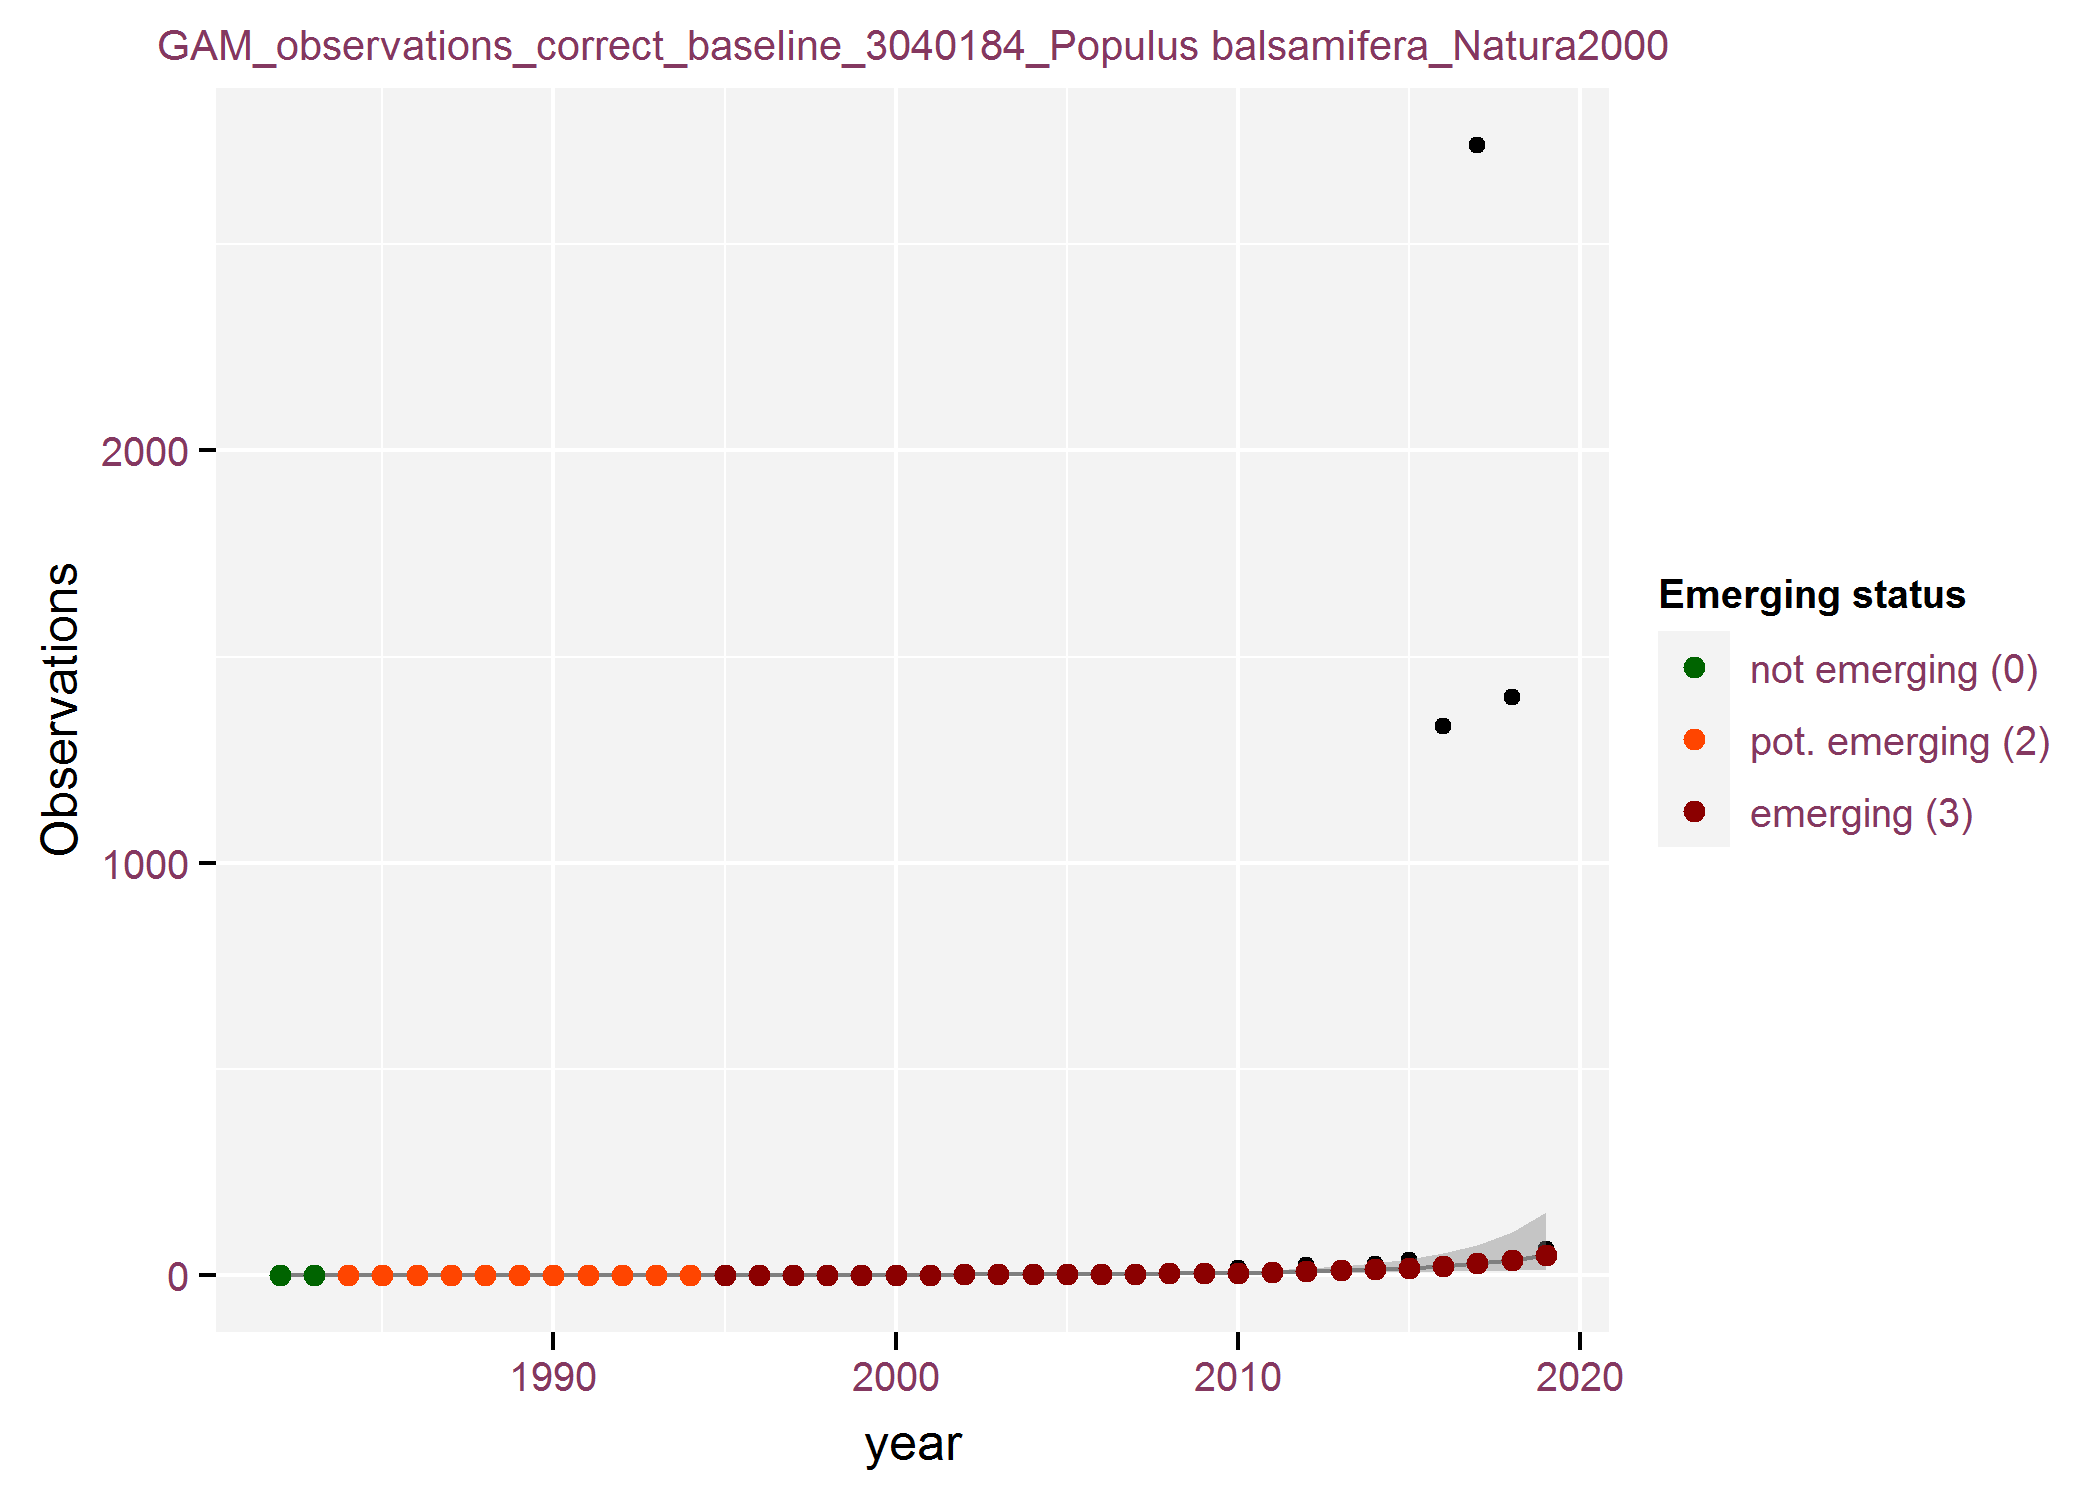 GAM_observations_correct_baseline_3040184_Populus balsamifera_Natura2000
Observations
2000
1000
0
1990
2000
2010
2020
year
Emerging status
not emerging (0)
pot. emerging (2)
emerging (3)